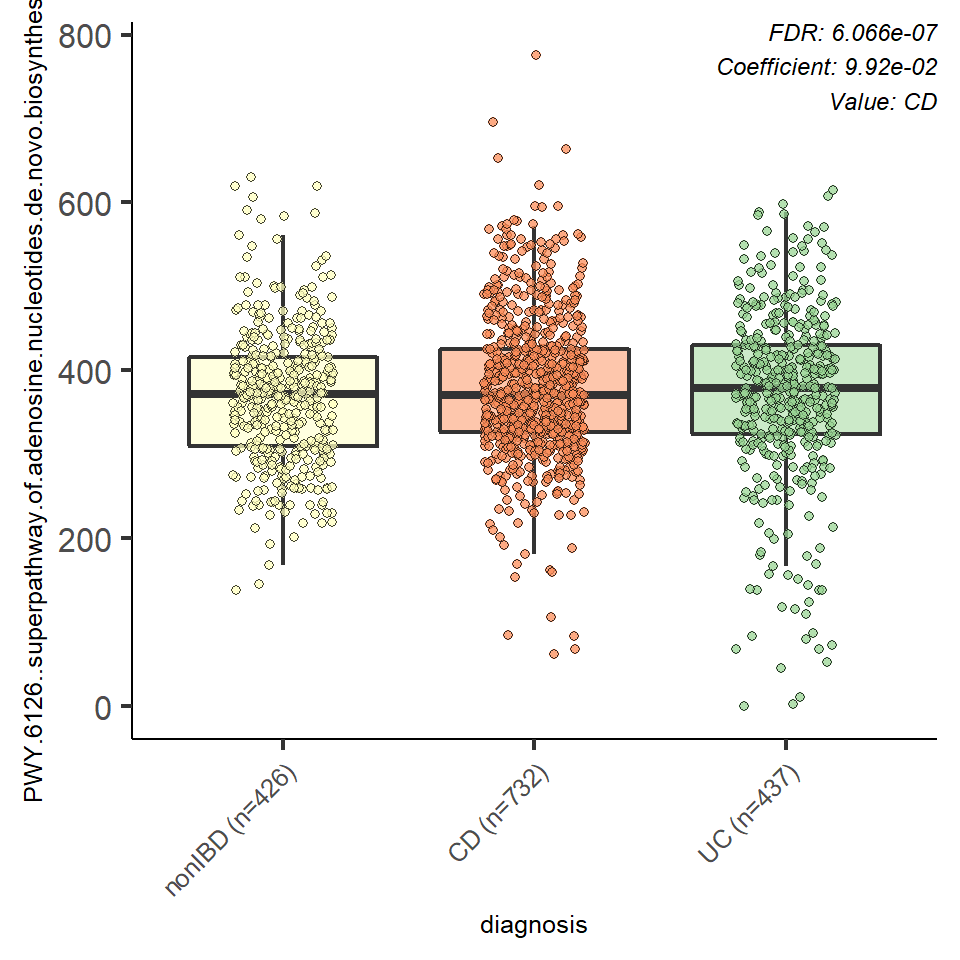 PWY.6126..superpathway.of.adenosine.nucleotides.de.novo.biosynthes
800
600
400
200
0
FDR: 6.066e-07
Coefficient: 9.92e-02
Value: CD
nonIBD (n=426)
CD (n=732)
UC (n=437)
diagnosis